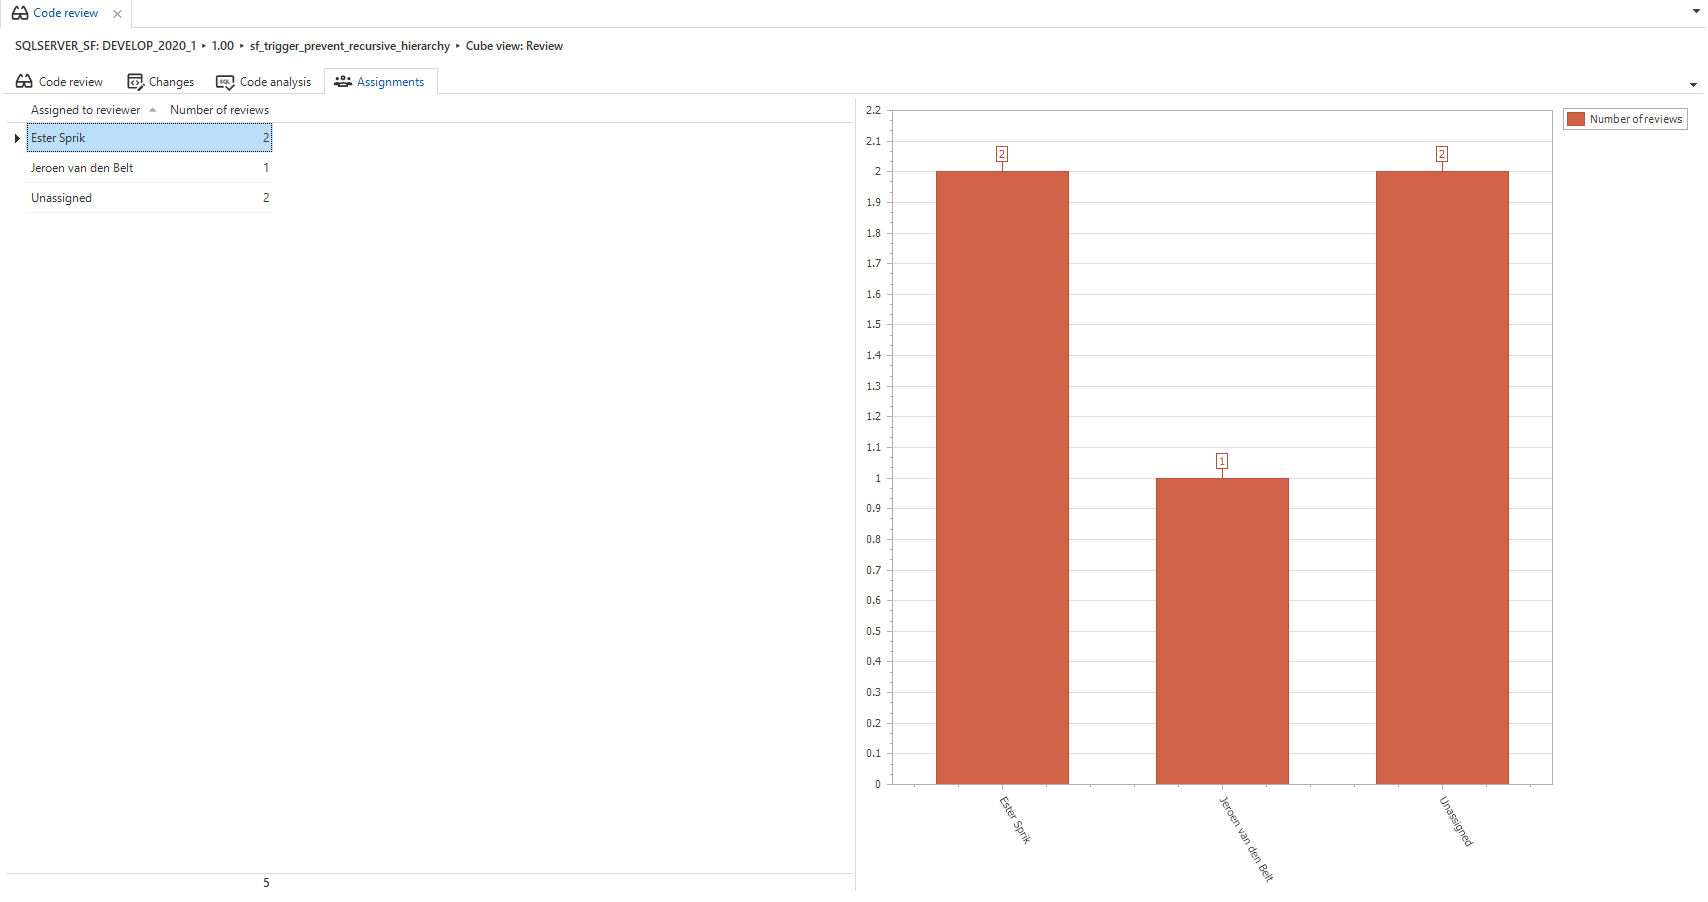 Code review
SQLSERVER_SF: DEVELOP_2020_1 ▸ 1.00 ▸ sf_trigger_prevent_recursive_hierarchy ▸ Cube view: Review
Code review Changes SQL Code analysis Assignments
Assigned to reviewer Number of reviews
Ester Sprik 2
Jeroen van den Belt 1
Unassigned 2
5
2.2
2.1
2
1.9
1.8
1.7
1.6
1.5
1.4
1.3
1.2
1.1
1
0.9
0.8
0.7
0.6
0.5
0.4
0.3
0.2
0.1
0
2
1
2
Ester Sprik
Jeroen van den Belt
Unassigned
Number of reviews